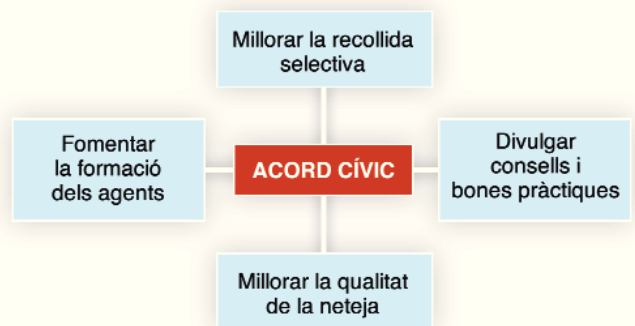 Millorar la recollida
selectiva
Fomentar
la formació
dels agents
ACORD CÍVIC
Divulgar
consells i
bones pràctiques
Millorar la qualitat
de la neteja